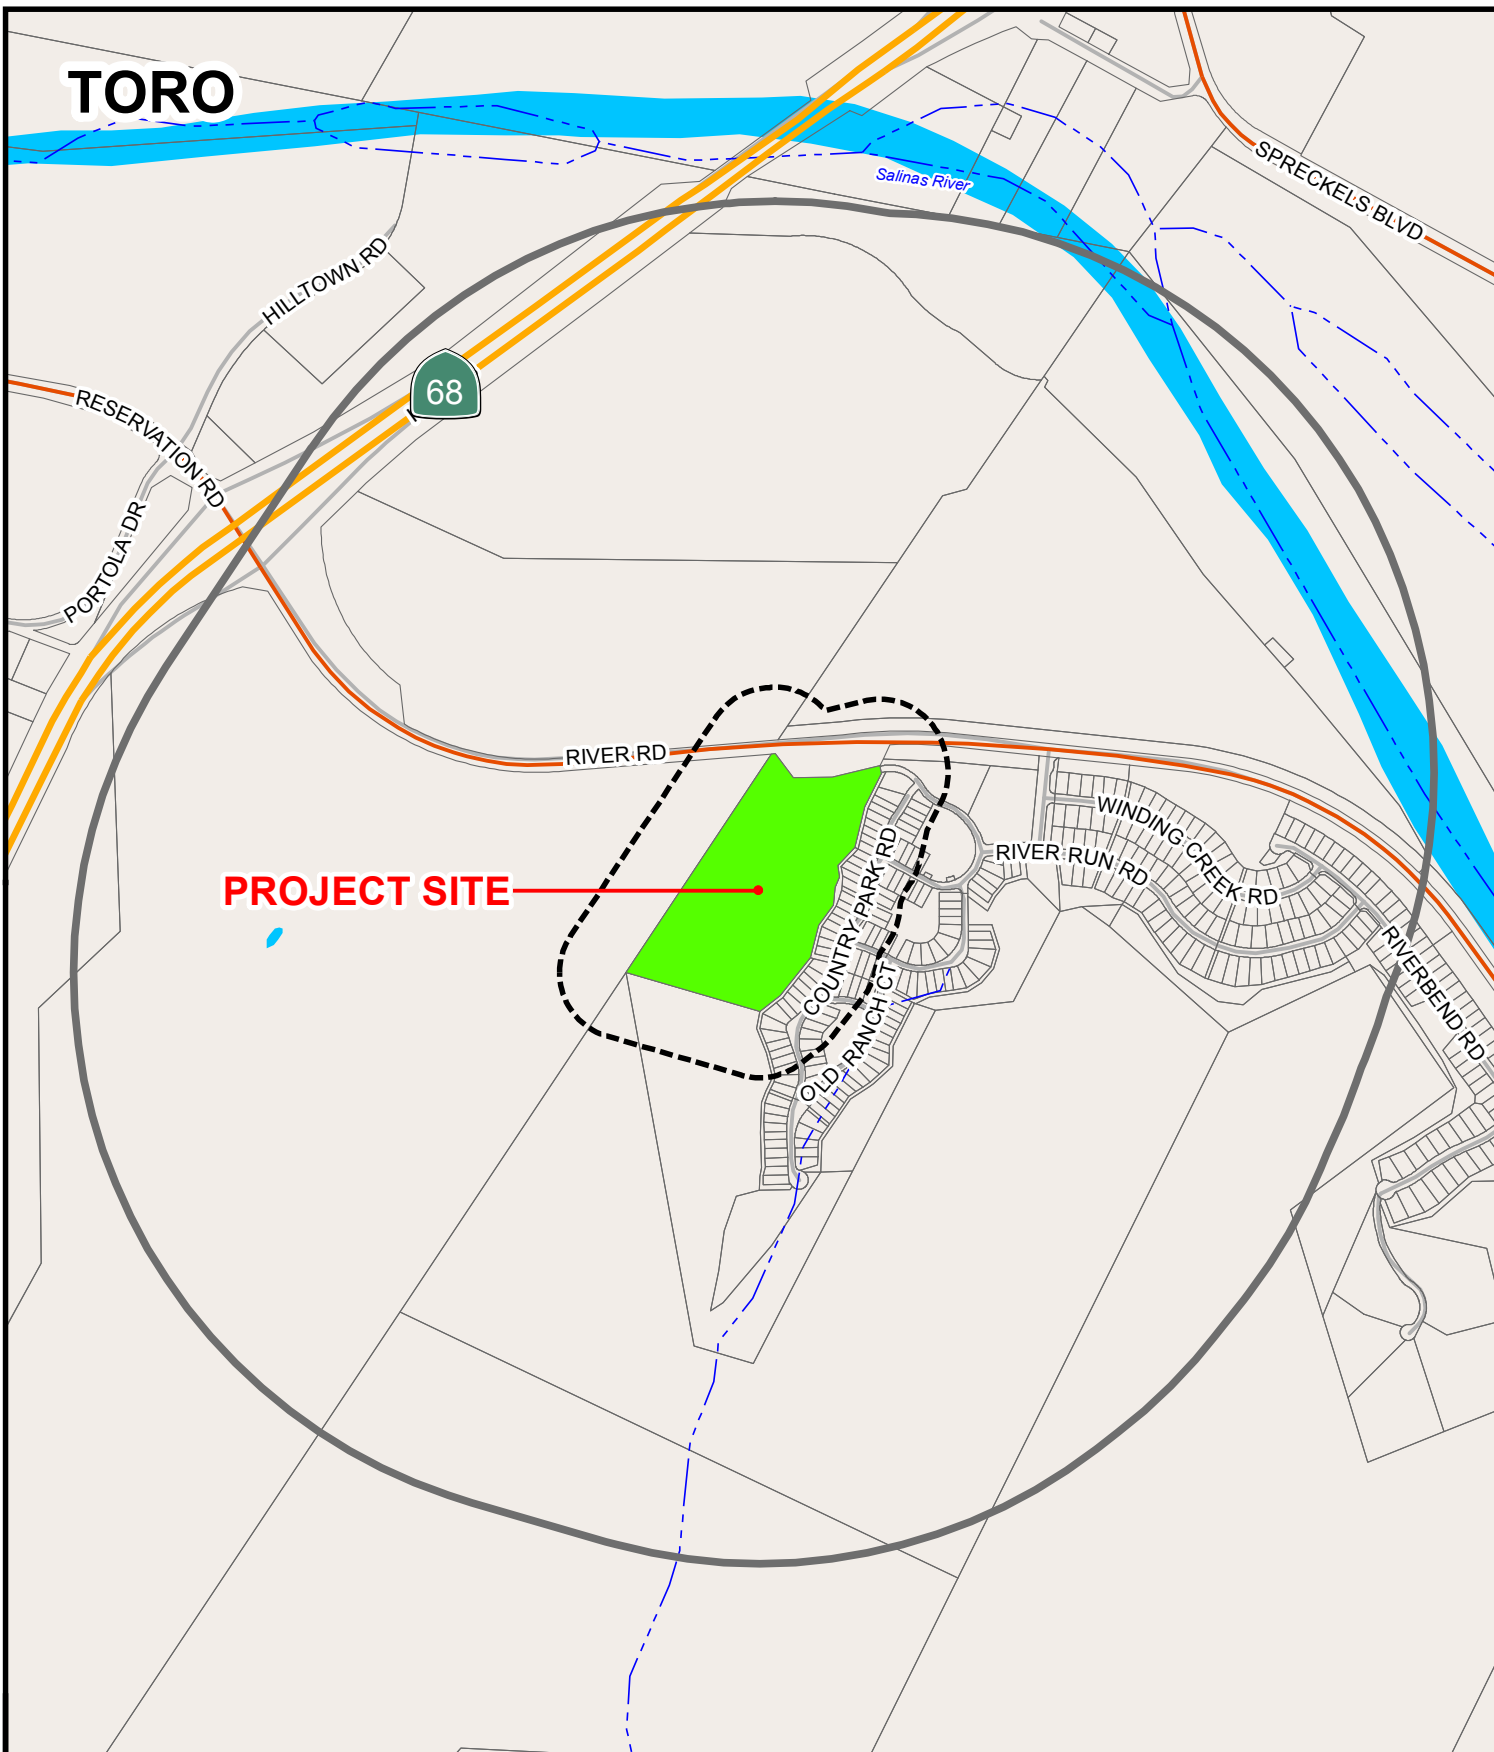 TORO
SPRECKELS BLVD
Salinas River
HILLTOWN RD
68
RESERVATION RD
PORTOLA DR
RIVER RD
WINDING CREEK RD
RIVER RUN RD
COUNTRY PARK RD
PROJECT SITE
RIVERBEND RD
OLD RANCH CT